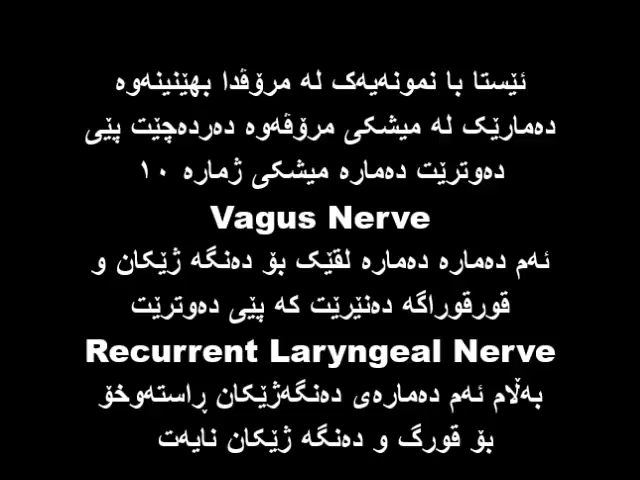 ئێستا با نمونەیەک لە مرۆڤدا بهێنینەوە
دەمارێک لە میشکی مرۆڤەوە دەردەچێت پێی
دەوترێت دەمارە میشکی ژمارە ١٠
Vagus Nerve
ئەم دەمارە دەمارە لقێک بۆ دەنگە ژێکان و
قورقوراگە دەنێرێت کە پێی دەوترێت
Recurrent Laryngeal Nerve
بەڵام ئەم دەمارەی دەنگەژێکان ڕاستەوخۆ
بۆ قورگ و دەنگە ژێکان نایەت